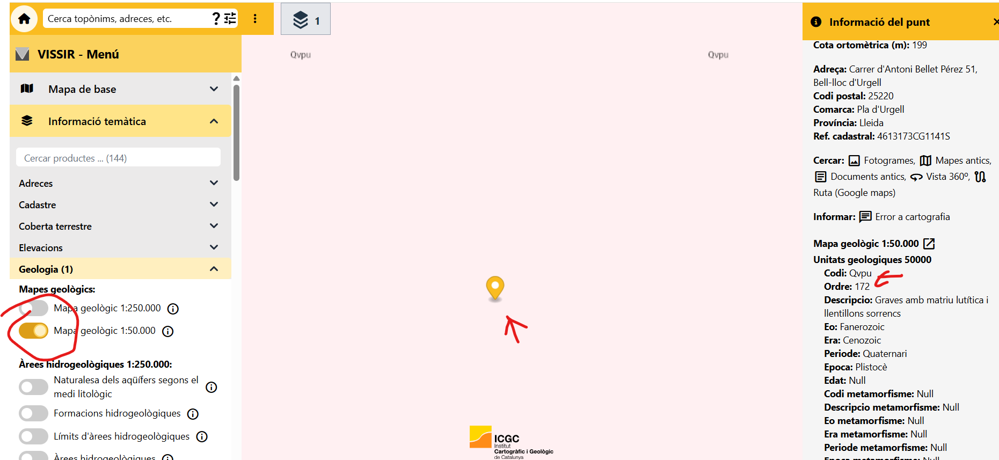 Cerca topònims, adreces, etc.
?
1
VISSIR - Menú
Mapa de base
Informació temàtica
Cercar productes ... (144)
Adreces
Cadastre
Coberta terrestre
Elevacions
Geologia (1)
Mapes geològics:
Mapa geològic 1:250.000
Mapa geològic 1:50.000
Àrees hidrogeològiques 1:250.000:
Naturalesa dels aqüífers segons el
medi litològic
Formacions hidrogeològiques
Límits d'àrees hidrogeològiques
Àrees hidrogeològiques
Qvpu
Qvpu
ICGC
Institut
Cartogràfic i Geològic
de Catalunya
Informació del punt
Cota ortomètrica (m): 199
Adreça: Carrer d'Antoni Bellet Pérez 51,
Bell-lloc d'Urgell
Codi postal: 25220
Comarca: Pla d'Urgell
Província: Lleida
Ref. cadastral: 4613173CG1141S
Cercar: Fotogrames, Mapes antics,
Documents antics, Vista 360º,
Ruta (Google maps)
Informar: Error a cartografia
Mapa geològic 1:50.000
Unitats geologiques 50000
Codi: Qvpu
Ordre: 172
Descripcio: Graves amb matriu lutítica i
llentillons sorrencs
Eo: Fanerozoic
Era: Cenozoic
Periode: Quaternari
Epoca: Plistocè
Edat: Null
Codi metamorfisme: Null
Descripcio metamorfisme: Null
Eo metamorfisme: Null
Era metamorfisme: Null
Periode metamorfisme: Null
Epoca metamorfisme: Null